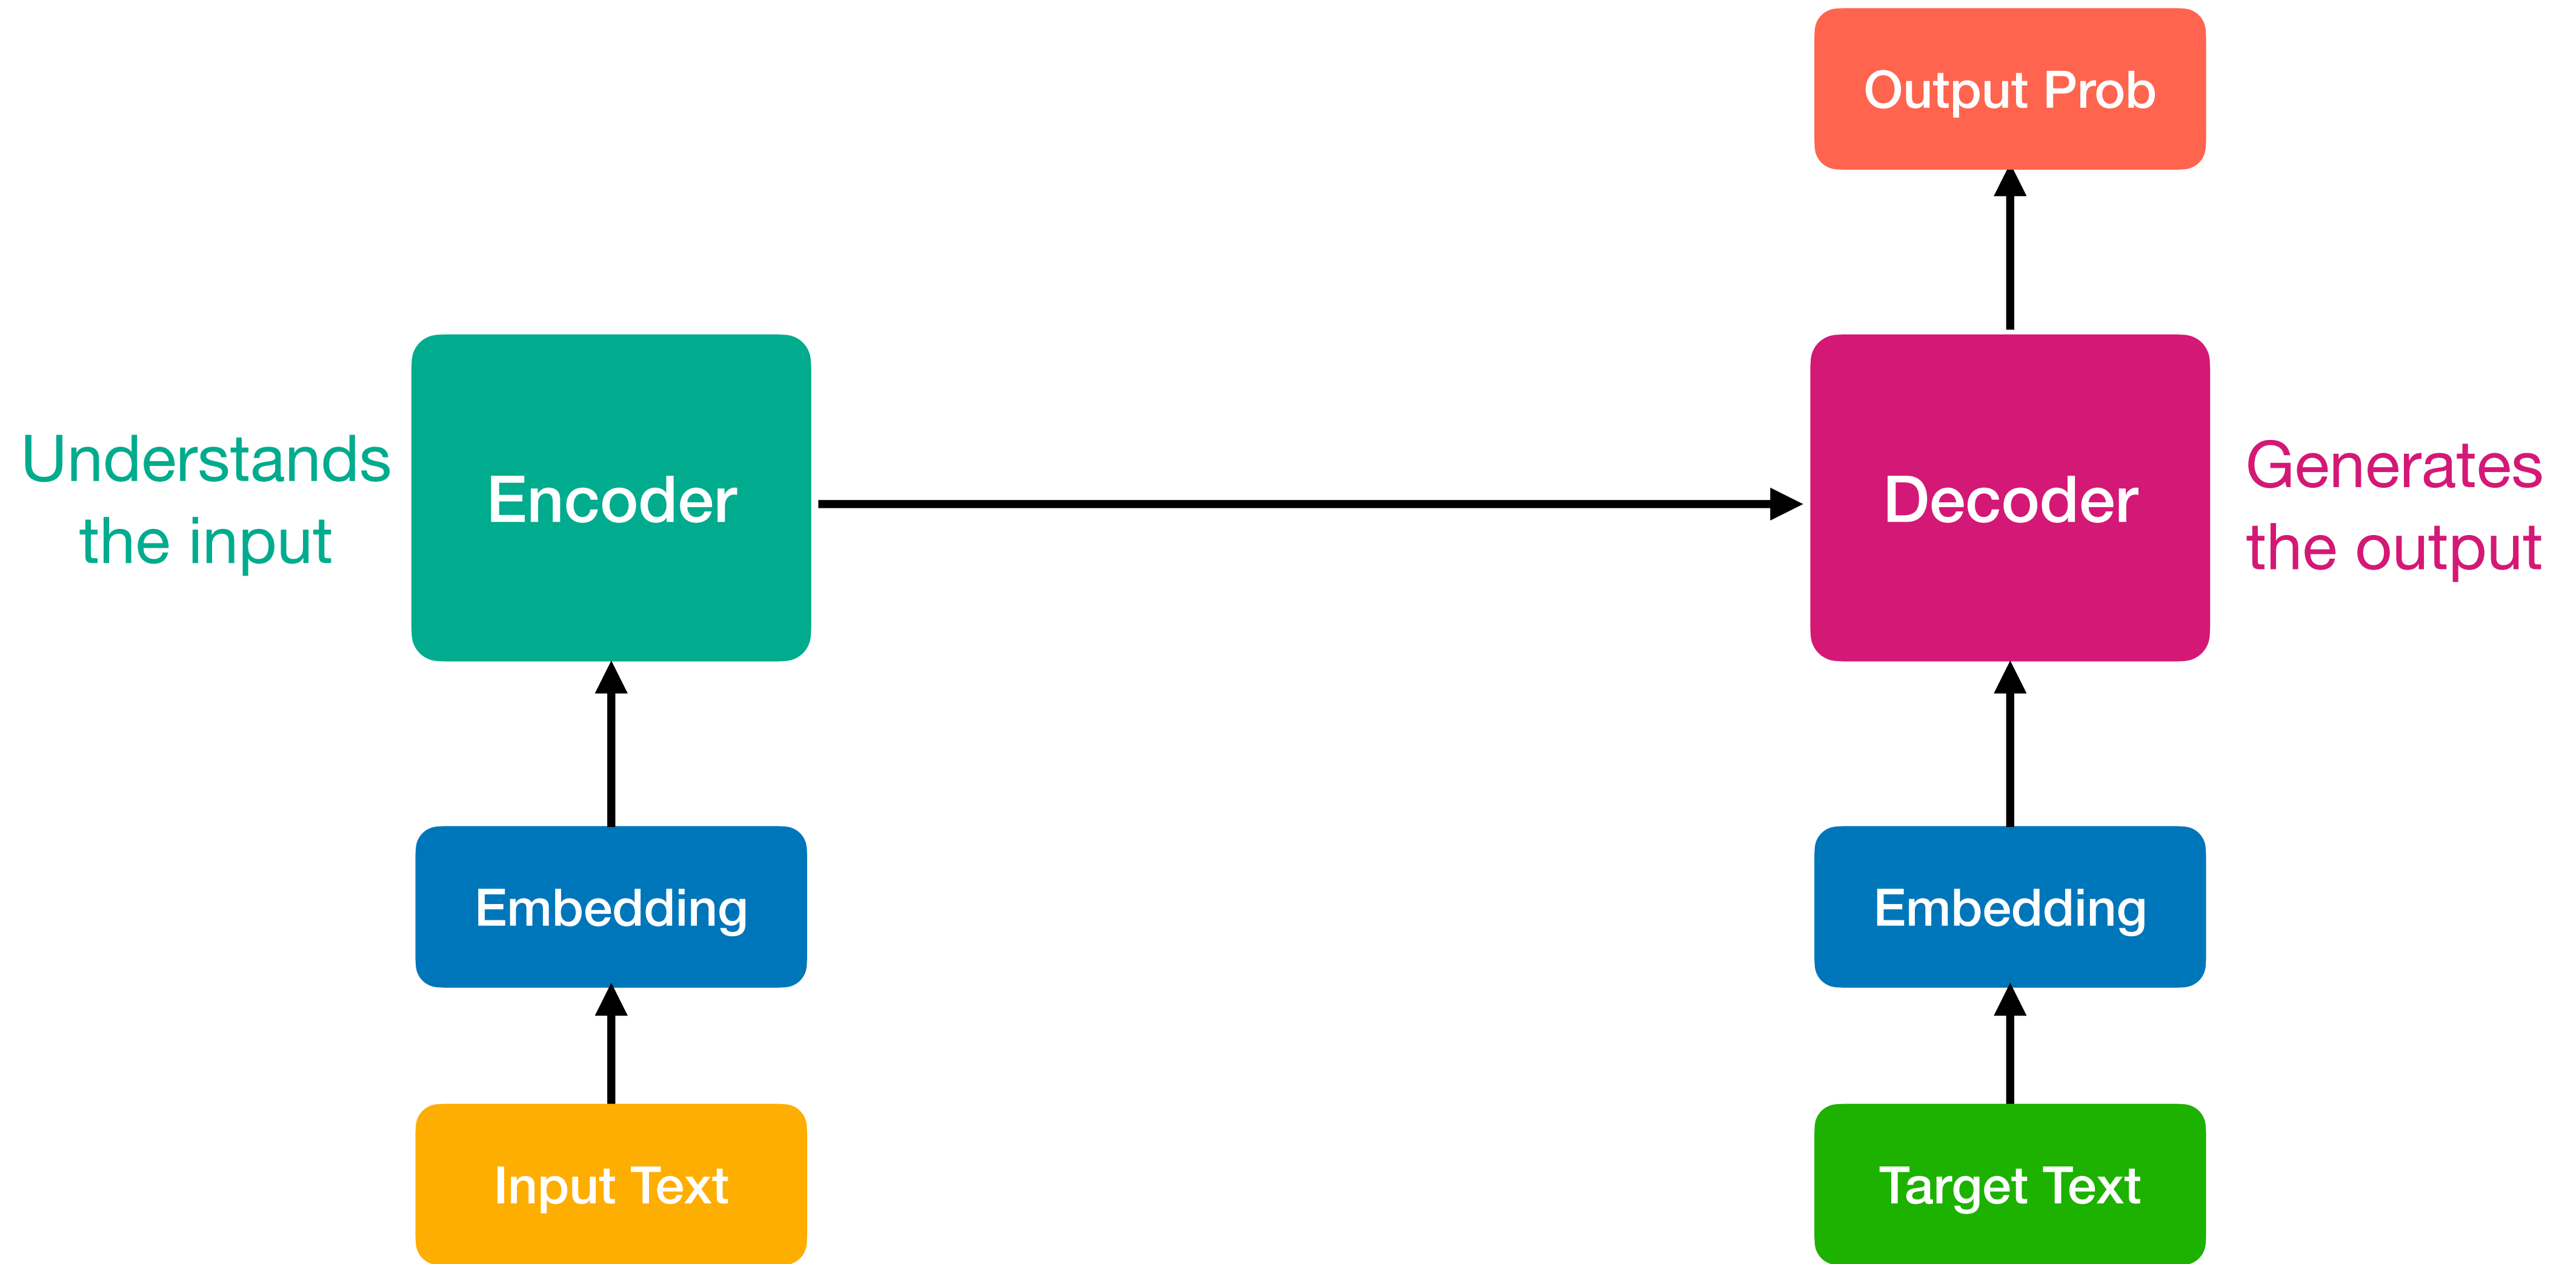 Output Prob
Understands
the input
Encoder
Decoder
Generates
the output
Embedding
Embedding
Input Text
Target Text